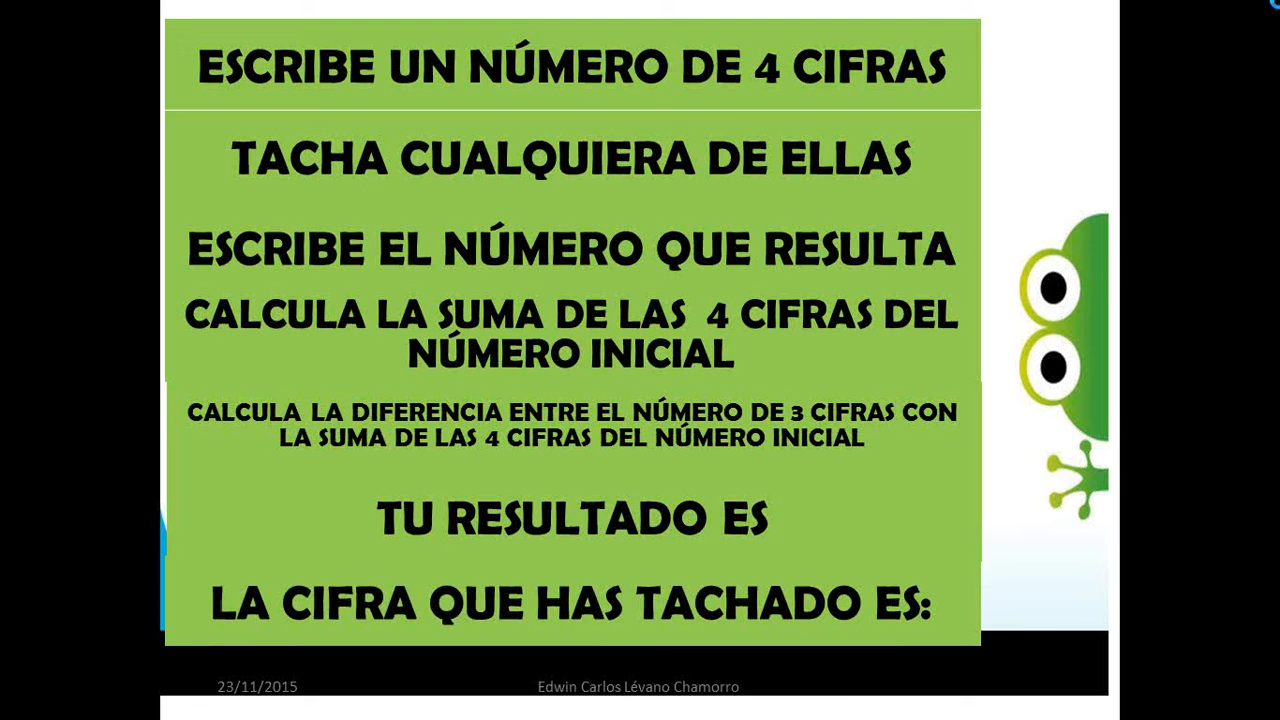 ESCRIBE UN NÚMERO DE 4 CIFRAS
TACHA CUALQUIERA DE ELLAS
ESCRIBE EL NÚMERO QUE RESULTA
CALCULA LA SUMA DE LAS 4 CIFRAS DEL
NÚMERO INICIAL
CALCULA LA DIFERENCIA ENTRE EL NÚMERO DE 3 CIFRAS CON
LA SUMA DE LAS 4 CIFRAS DEL NÚMERO INICIAL
TU RESULTADO ES
LA CIFRA QUE HAS TACHADO ES:
23/11/2015
Edwin Carlos Lévano Chamorro